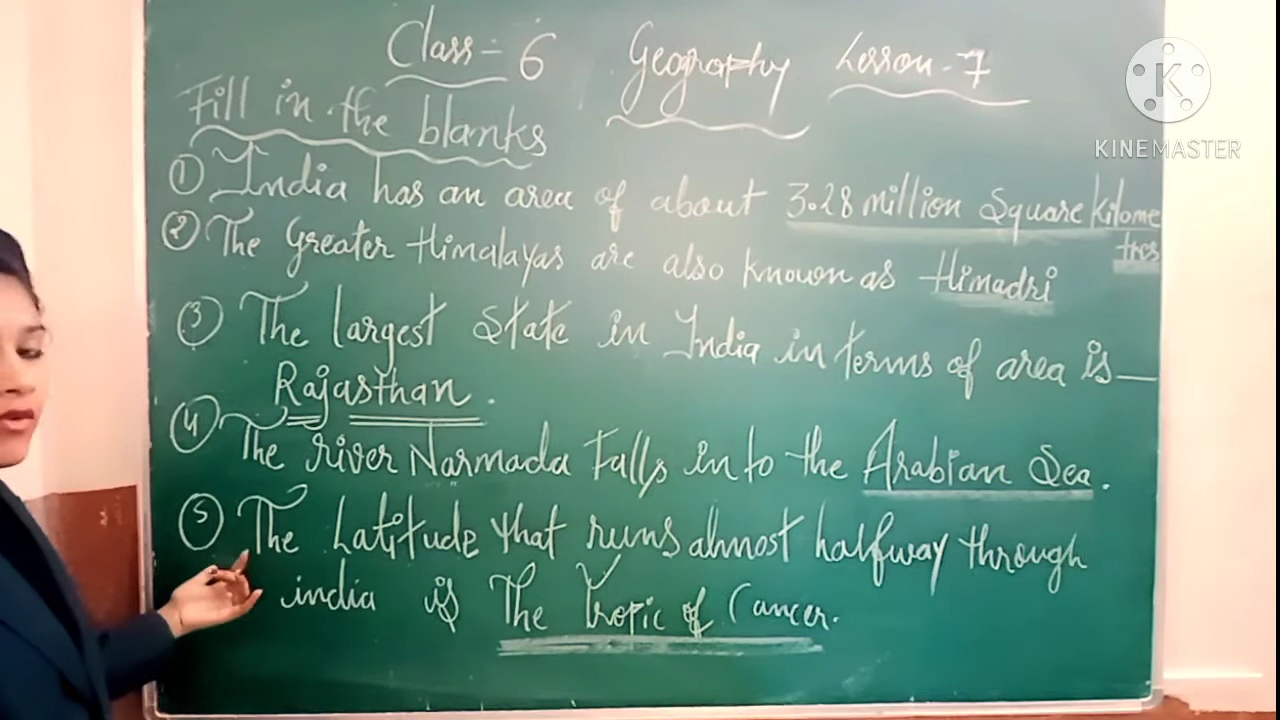 Class - 6 Geography Lesson - 7
Fill in the blanks
① India has an area of about 3.28 million Square Kilome
tres
② The Greater Himalayas are also known as Himadri
③ The largest State in India in terms of area is—
Rajasthan.
④ The river Narmada Falls into the Arabian Sea.
⑤ The Latitude that runs almost halfway through
india is The Tropic of Cancer.
K
KINEMASTER